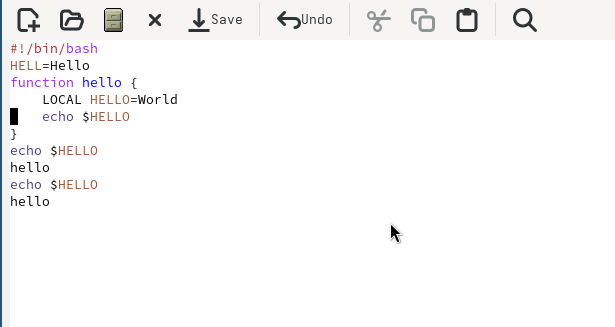 Save Undo
#!/bin/bash
HELL=Hello
function hello {
    LOCAL HELLO=World
    echo $HELLO
}
echo $HELLO
hello
echo $HELLO
hello